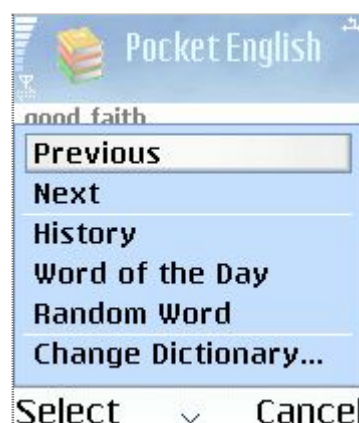 Pocket English
good faith
Previous
Next
History
Word of the Day
Random Word
Change Dictionary...
Select Cancel